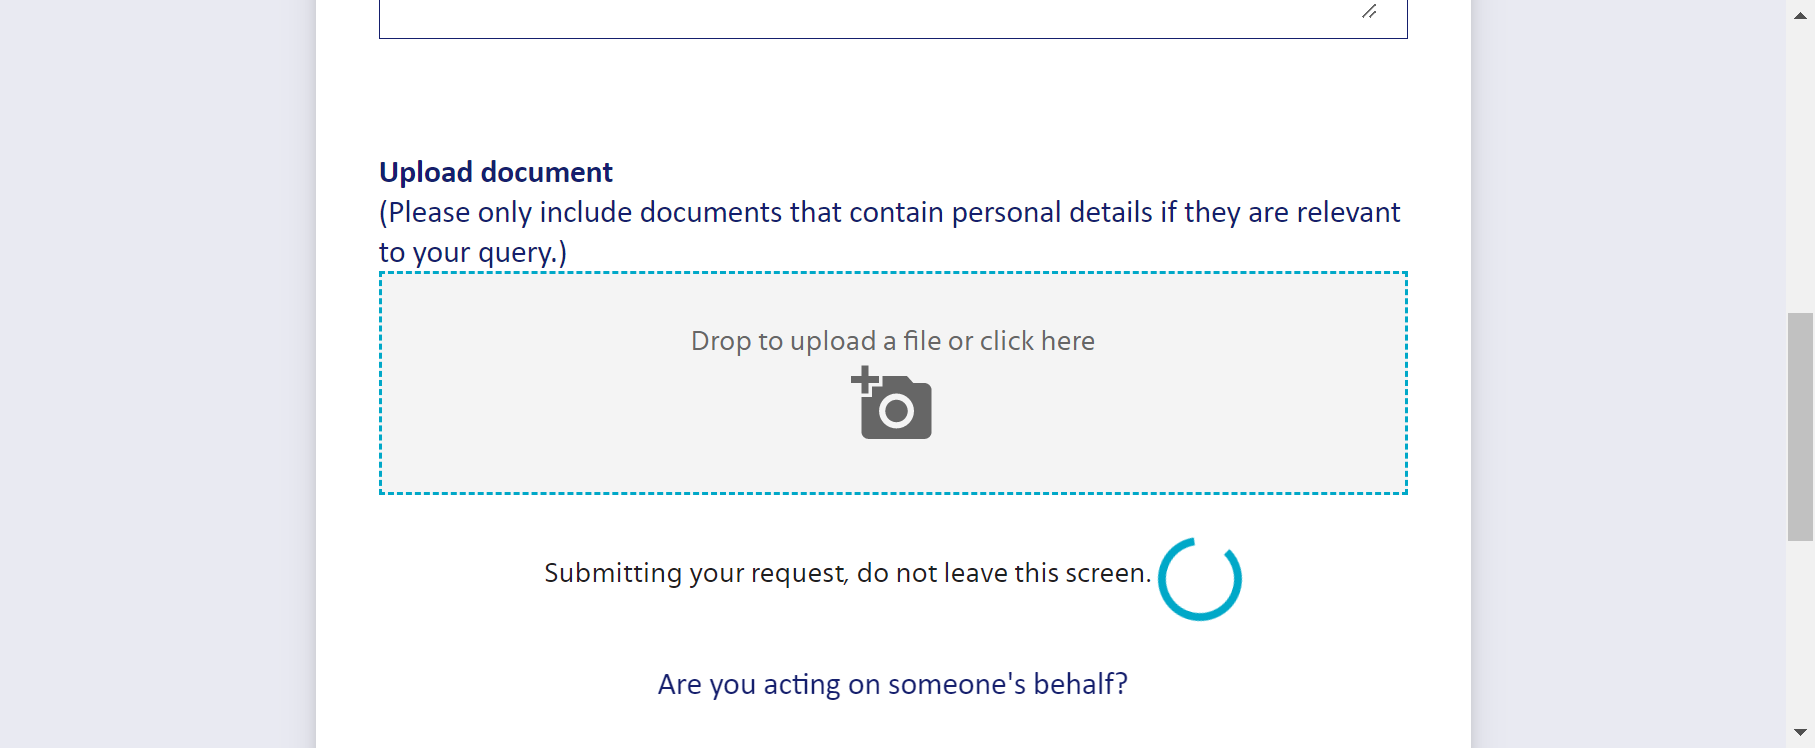 Upload document
(Please only include documents that contain personal details if they are relevant
to your query.)
Drop to upload a file or click here
Submitting your request, do not leave this screen.
Are you acting on someone's behalf?